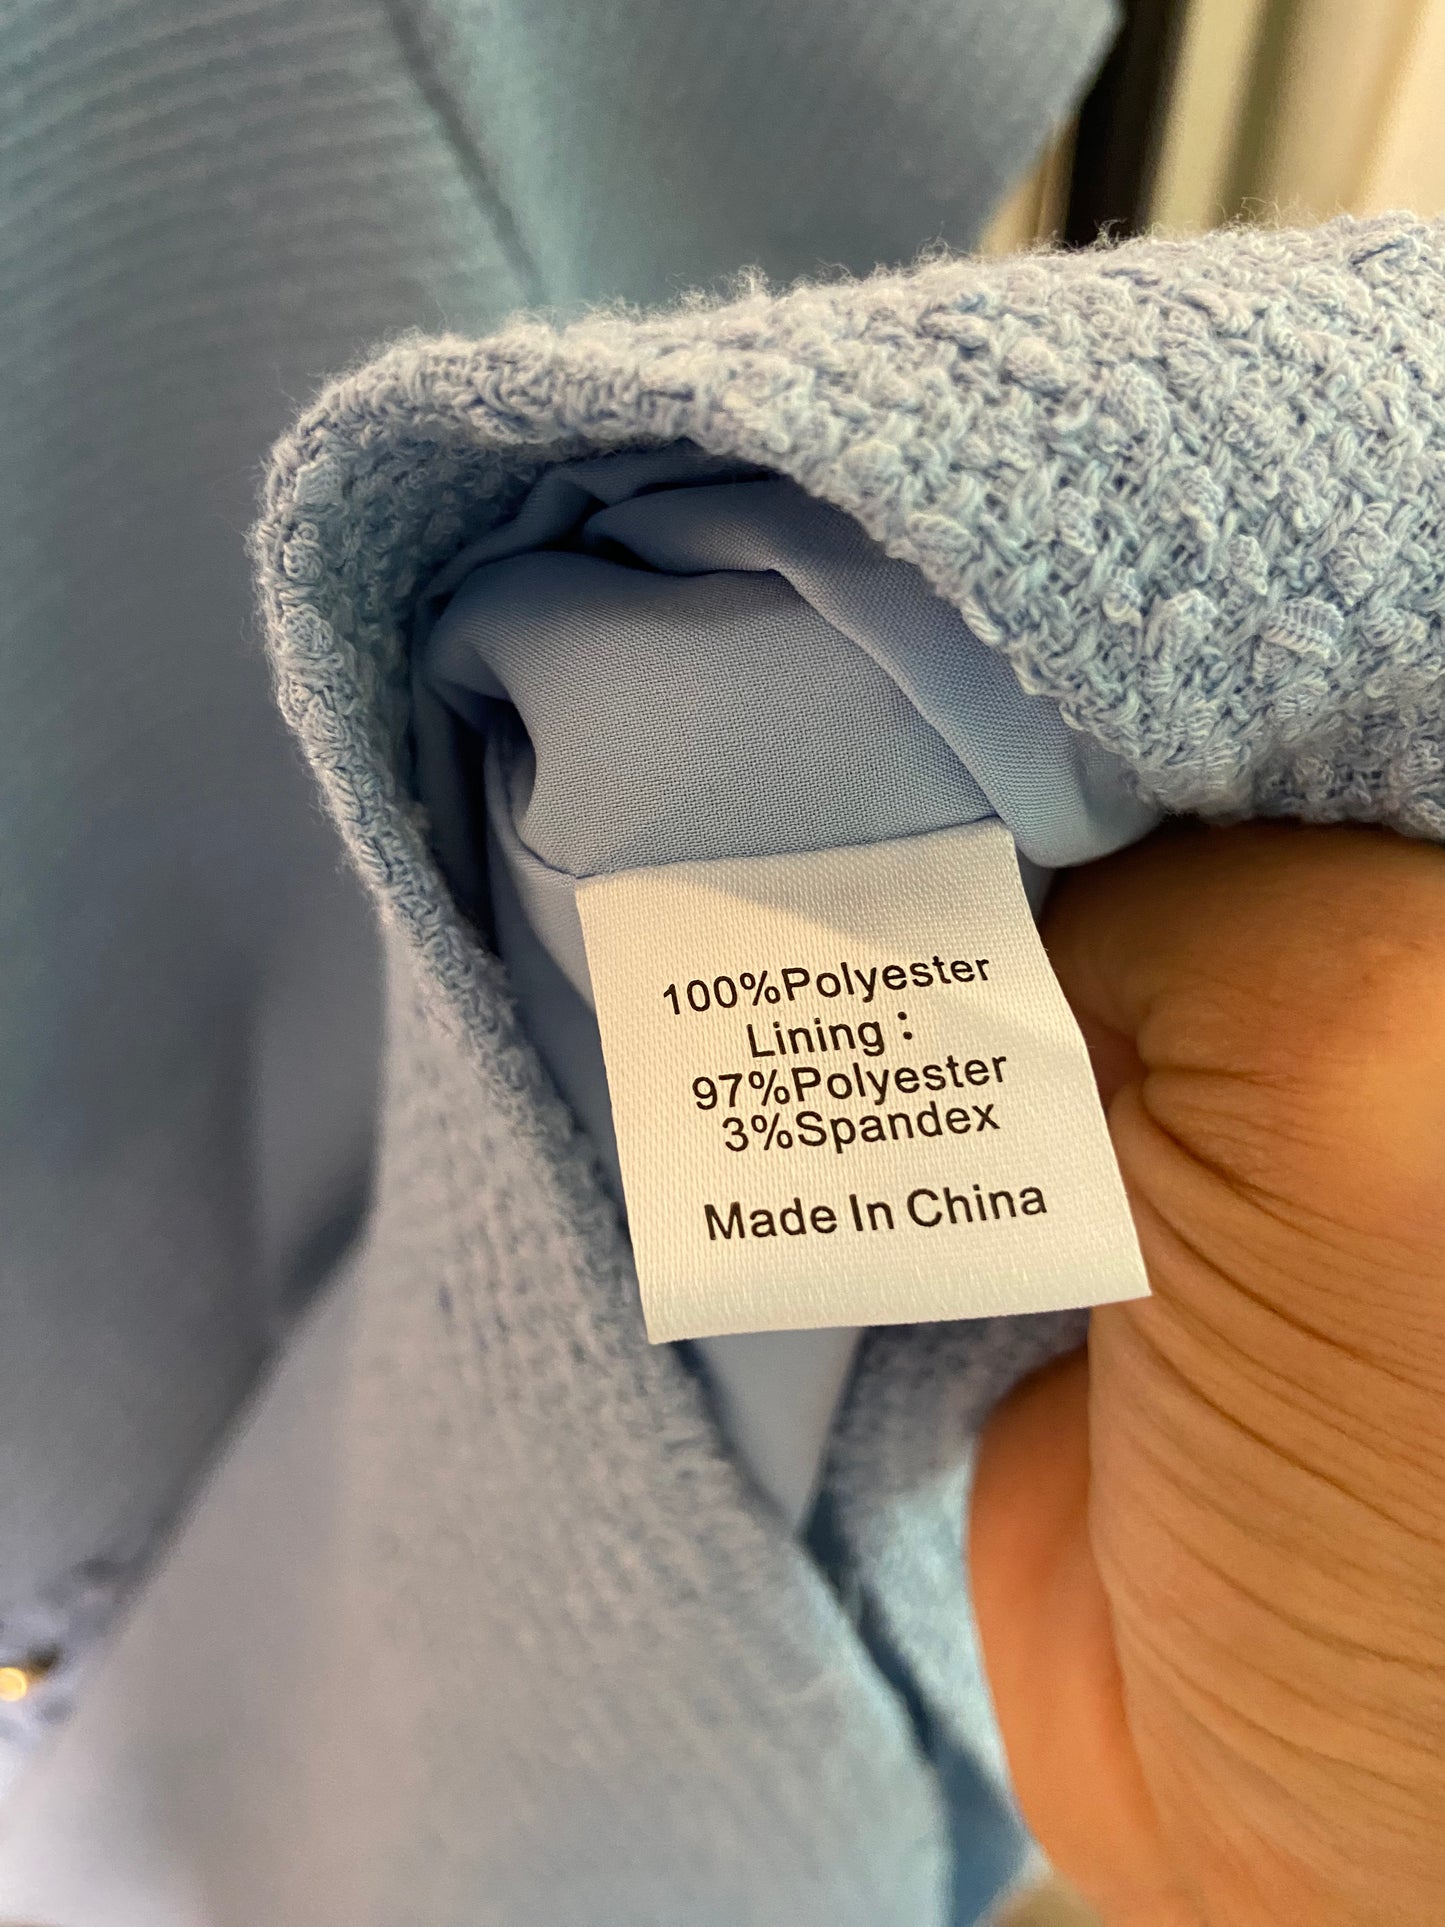 100%Polyester
Lining:
97%Polyester
3%Spandex
Made In China